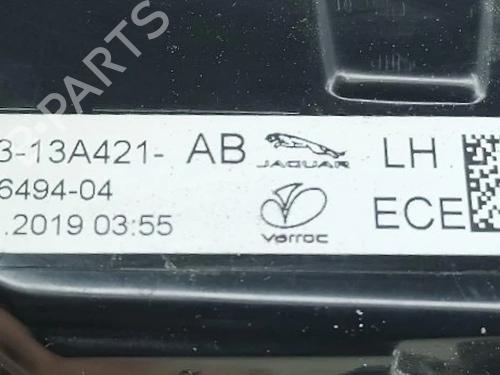 B-PARTS
3-13A421- AB JAGUAR LH
6494-04
.2019 03:55 varroc ECE